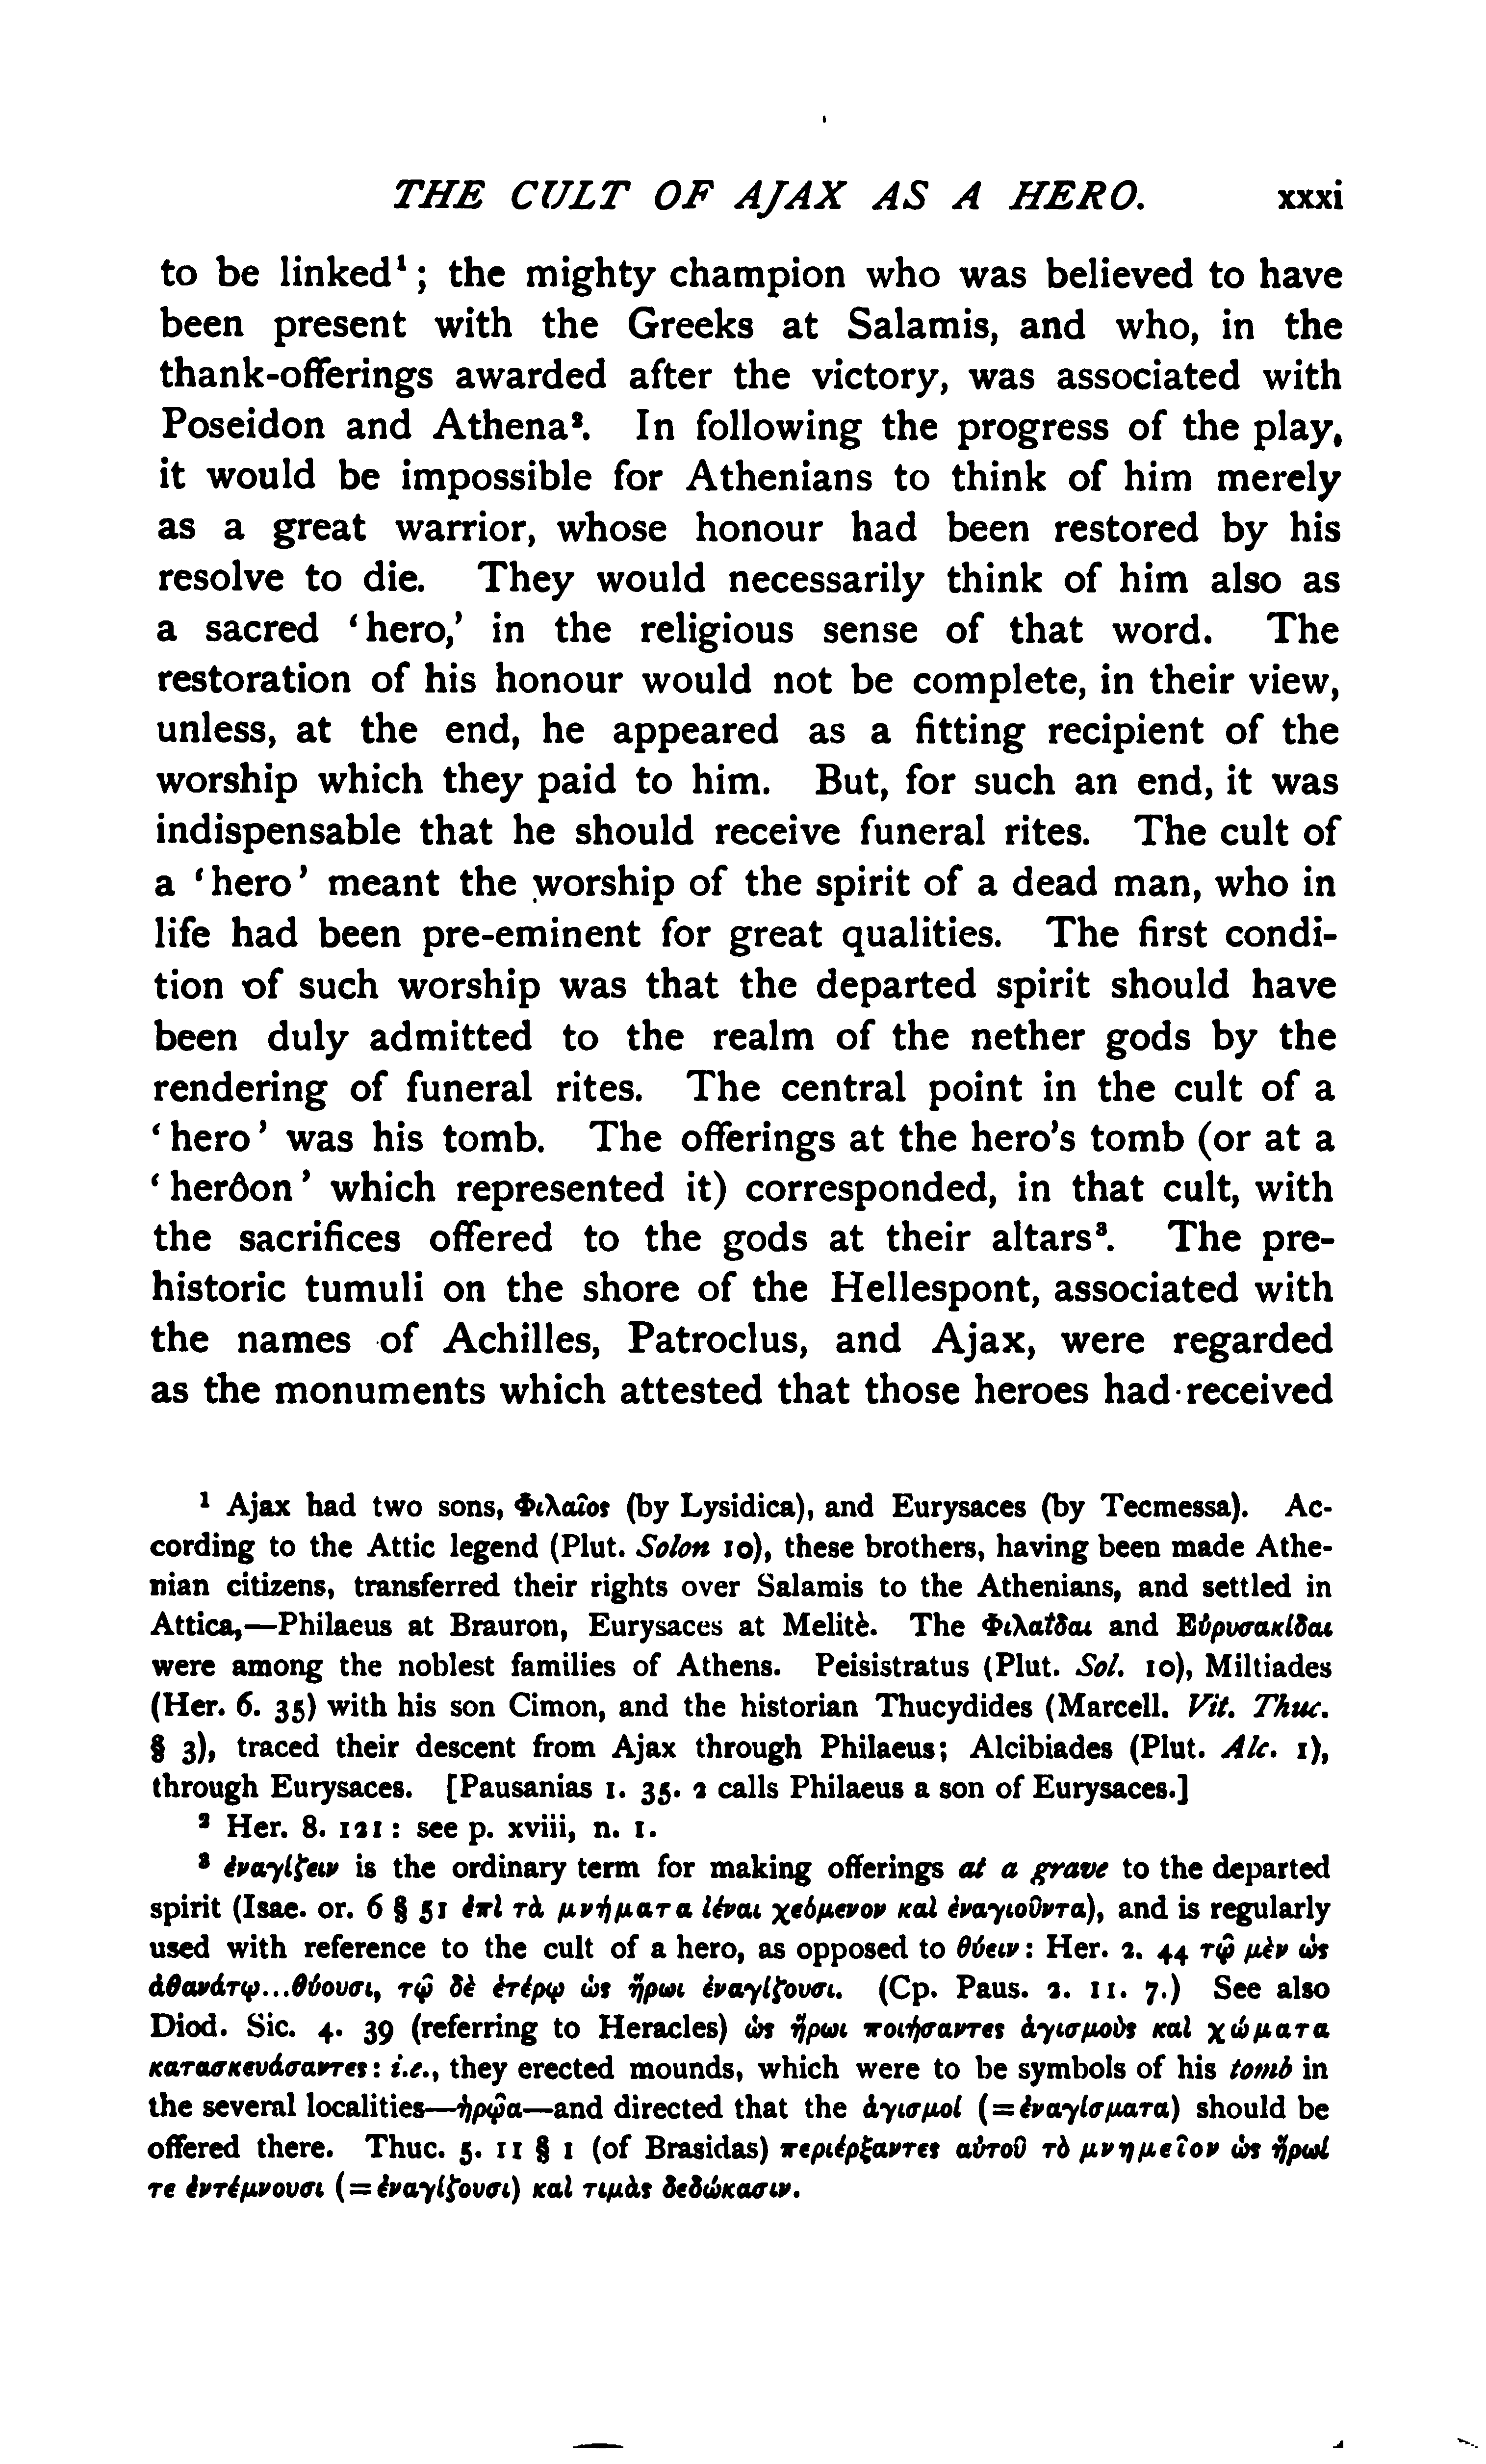 THE CULT OF AJAX AS A HERO. xxxi
to be linked¹; the mighty champion who was believed to have
been present with the Greeks at Salamis, and who, in the
thank-offerings awarded after the victory, was associated with
Poseidon and Athena². In following the progress of the play,
it would be impossible for Athenians to think of him merely
as a great warrior, whose honour had been restored by his
resolve to die. They would necessarily think of him also as
a sacred ‘hero,’ in the religious sense of that word. The
restoration of his honour would not be complete, in their view,
unless, at the end, he appeared as a fitting recipient of the
worship which they paid to him. But, for such an end, it was
indispensable that he should receive funeral rites. The cult of
a ‘hero’ meant the worship of the spirit of a dead man, who in
life had been pre-eminent for great qualities. The first condi-
tion of such worship was that the departed spirit should have
been duly admitted to the realm of the nether gods by the
rendering of funeral rites. The central point in the cult of a
‘hero’ was his tomb. The offerings at the hero's tomb (or at a
‘herôon’ which represented it) corresponded, in that cult, with
the sacrifices offered to the gods at their altars³. The pre-
historic tumuli on the shore of the Hellespont, associated with
the names of Achilles, Patroclus, and Ajax, were regarded
as the monuments which attested that those heroes had received
¹ Ajax had two sons, Φιλαῖος (by Lysidica), and Eurysaces (by Tecmessa). Ac-
cording to the Attic legend (Plut. Solon 10), these brothers, having been made Athe-
nian citizens, transferred their rights over Salamis to the Athenians, and settled in
Attica,—Philaeus at Brauron, Eurysaces at Melitè. The Φιλαΐδαι and Εὐρυσακίδαι
were among the noblest families of Athens. Peisistratus (Plut. Sol. 10), Miltiades
(Her. 6. 35) with his son Cimon, and the historian Thucydides (Marcell. Vit. Thuc.
§ 3), traced their descent from Ajax through Philaeus; Alcibiades (Plut. Alc. 1),
through Eurysaces. [Pausanias 1. 35. 2 calls Philaeus a son of Eurysaces.]
² Her. 8. 121: see p. xviii, n. 1.
³ ἐναγίζειν is the ordinary term for making offerings at a grave to the departed
spirit (Isae. or. 6 § 51 ἐπὶ τὰ μνήματα ἰέναι χεόμενον καὶ ἐναγιοῦντα), and is regularly
used with reference to the cult of a hero, as opposed to θύειν: Her. 2. 44 τῷ μὲν ὡς
ἀθανάτῳ...θύουσι, τῷ δὲ ἑτέρῳ ὡς ἥρωι ἐναγίζουσι. (Cp. Paus. 2. 11. 7.) See also
Diod. Sic. 4. 39 (referring to Heracles) ὡς ἥρωι ποιήσαντες ἁγισμοὺς καὶ χώματα
κατασκευάσαντες: i.e., they erected mounds, which were to be symbols of his tomb in
the several localities—ἡρῷα—and directed that the ἁγισμοί (=ἐναγίσματα) should be
offered there. Thuc. 5. 11 § 1 (of Brasidas) περιέρξαντες αὐτοῦ τὸ μνημεῖον ὡς ἥρωί
τε ἐντέμνουσι (=ἐναγίζουσι) καὶ τιμὰς δεδώκασιν.